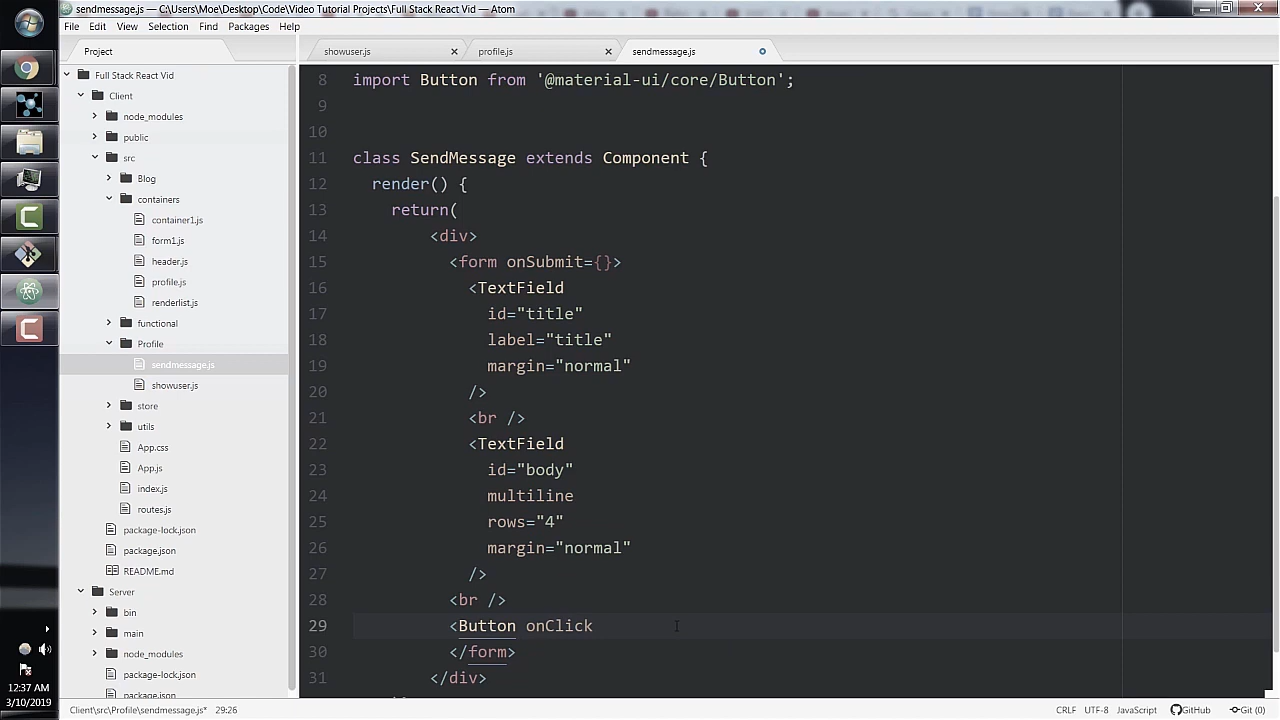 sendmessage.js — C:\Users\Moe\Desktop\Code\Video Tutorial Projects\Full Stack React Vid — Atom
File Edit View Selection Find Packages Help
Project
showuser.js
profile.js
sendmessage.js
Full Stack React Vid
Client
node_modules
public
src
Blog
containers
container1.js
form1.js
header.js
profile.js
renderlist.js
functional
Profile
sendmessage.js
showuser.js
store
utils
App.css
App.js
index.js
routes.js
package-lock.json
package.json
README.md
Server
bin
main
node_modules
package-lock.json
package.json
8 import Button from '@material-ui/core/Button';
9
10
11 class SendMessage extends Component {
12 render() {
13 return(
14 <div>
15 <form onSubmit={}>
16 <TextField
17 id="title"
18 label="title"
19 margin="normal"
20 />
21 <br />
22 <TextField
23 id="body"
24 multiline
25 rows="4"
26 margin="normal"
27 />
28 <br />
29 <Button onClick
30 </form>
31 </div>
12:37 AM
3/10/2019
Client\src\Profile\sendmessage.js* 29:26
CRLF UTF-8 JavaScript GitHub Git (0)